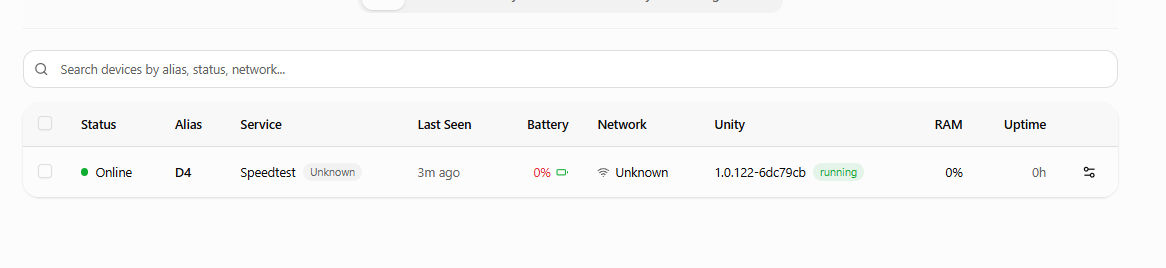 Search devices by alias, status, network...
Status Alias Service Last Seen Battery Network Unity RAM Uptime
Online D4 Speedtest Unknown 3m ago 0% Unknown 1.0.122-6dc79cb running 0% 0h